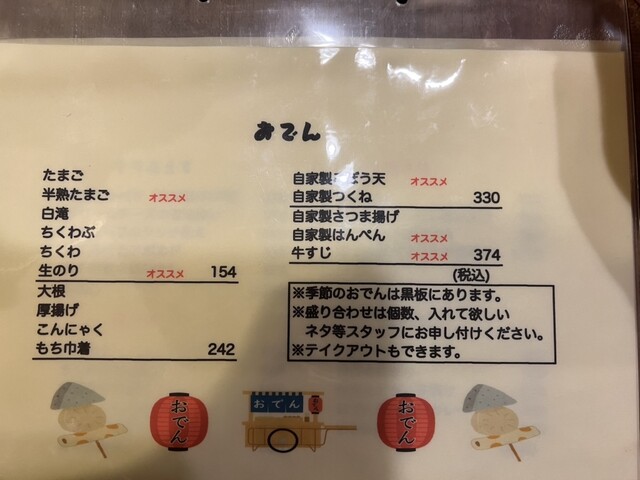 おでん
たまご
半熟たまご オススメ
白滝
ちくわぶ
ちくわ
生のり オススメ 154
大根
厚揚げ
こんにゃく
もち巾着 242
自家製ごぼう天 オススメ
自家製つくね 330
自家製さつま揚げ
自家製はんぺん オススメ
牛すじ オススメ 374
(税込)
※季節のおでんは黒板にあります。
※盛り合わせは個数、入れて欲しい
ネタ等スタッフにお申し付けください。
※テイクアウトもできます。
おでん
おでん
おでん